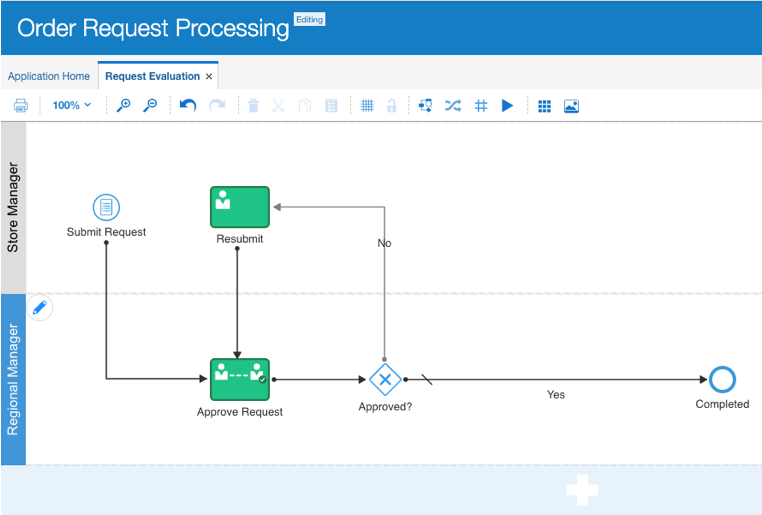 Order Request Processing
Editing
Application Home
Request Evaluation ×
100%
Store Manager
Submit Request
Resubmit
No
Regional Manager
Approve Request
Approved?
Yes
Completed